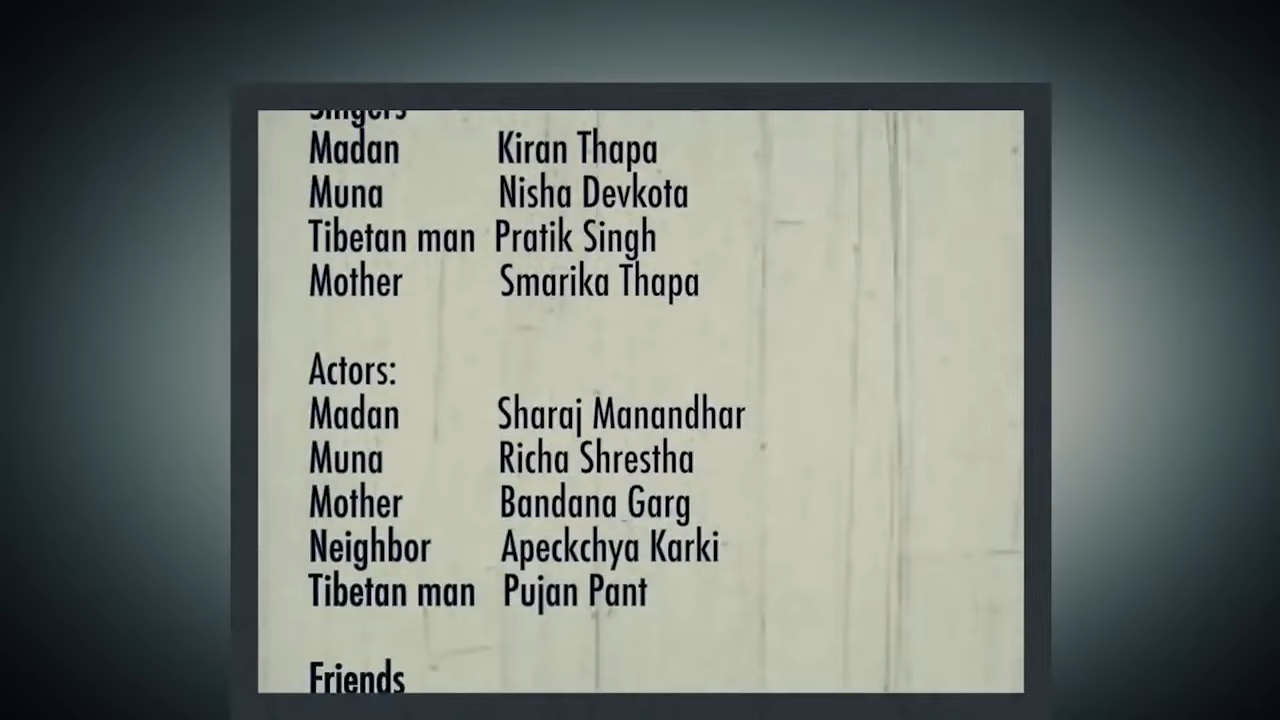 Singers
Madan Kiran Thapa
Muna Nisha Devkota
Tibetan man Pratik Singh
Mother Smarika Thapa
Actors:
Madan Sharaj Manandhar
Muna Richa Shrestha
Mother Bandana Garg
Neighbor Apeckchya Karki
Tibetan man Pujan Pant
Friends